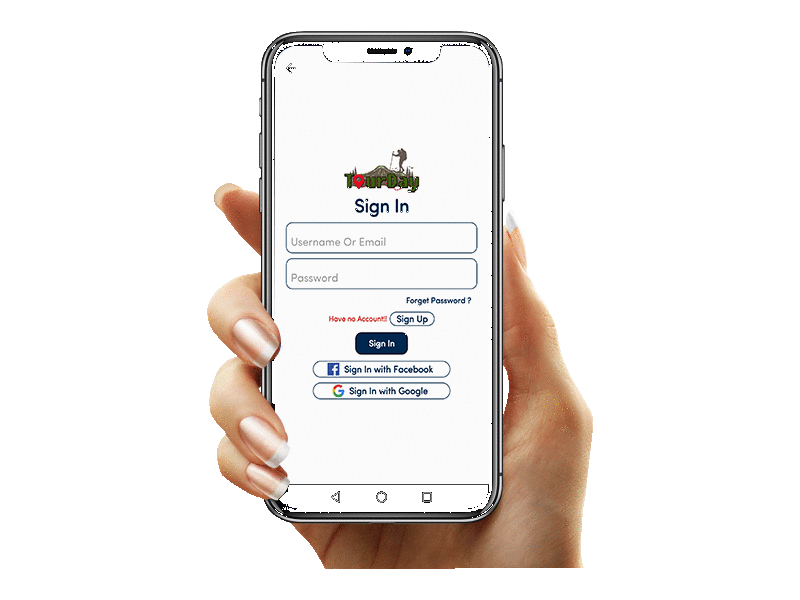 TourDay
Sign In
Username Or Email
Password
Forget Password ?
Have no Account!! Sign Up
Sign In
Sign In with Facebook
Sign In with Google